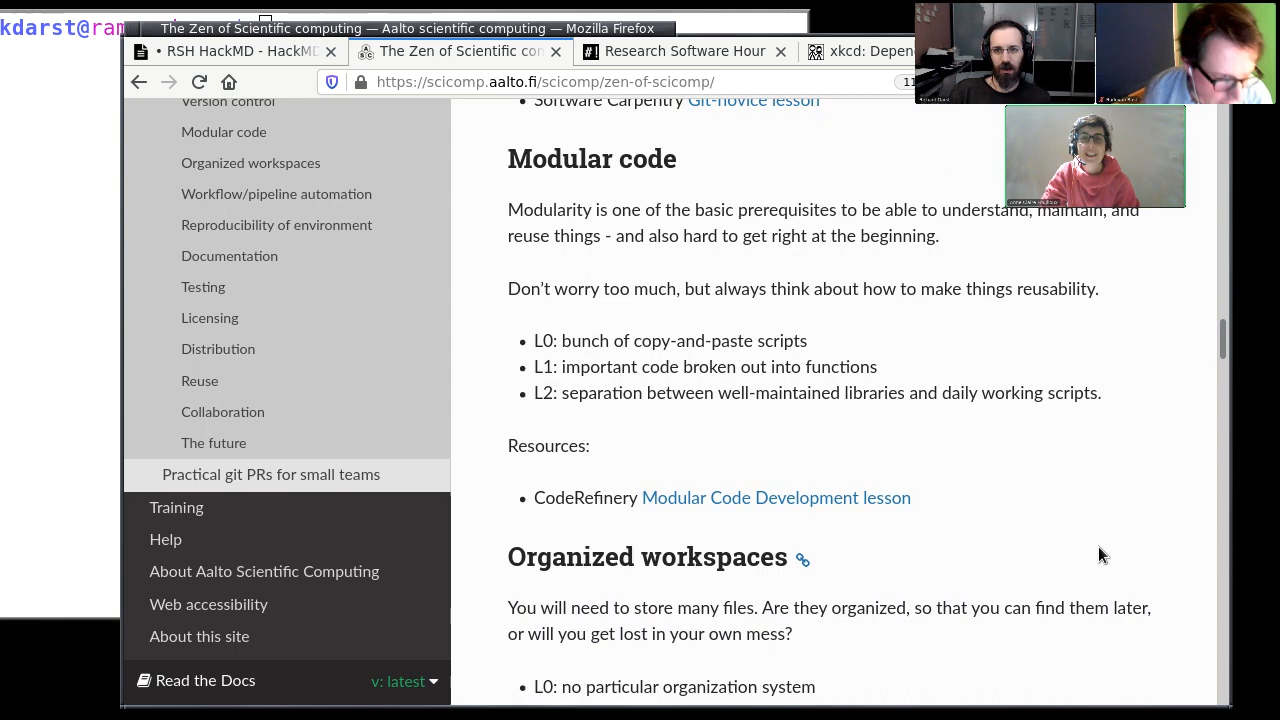 kdarst@ram
The Zen of Scientific computing — Aalto scientific computing — Mozilla Firefox
• RSH HackMD - HackMD
The Zen of Scientific con
Research Software Hour
xkcd: Depen
https://scicomp.aalto.fi/scicomp/zen-of-scicomp/
11
Version control
Modular code
Organized workspaces
Workflow/pipeline automation
Reproducibility of environment
Documentation
Testing
Licensing
Distribution
Reuse
Collaboration
The future
Practical git PRs for small teams
Training
Help
About Aalto Scientific Computing
Web accessibility
About this site
Read the Docs
v: latest
• Software Carpentry Git-novice lesson
Modular code
Modularity is one of the basic prerequisites to be able to understand, maintain, and
reuse things - and also hard to get right at the beginning.
Don’t worry too much, but always think about how to make things reusability.
• L0: bunch of copy-and-paste scripts
• L1: important code broken out into functions
• L2: separation between well-maintained libraries and daily working scripts.
Resources:
• CodeRefinery Modular Code Development lesson
Organized workspaces
You will need to store many files. Are they organized, so that you can find them later,
or will you get lost in your own mess?
• L0: no particular organization system
Richard Darst